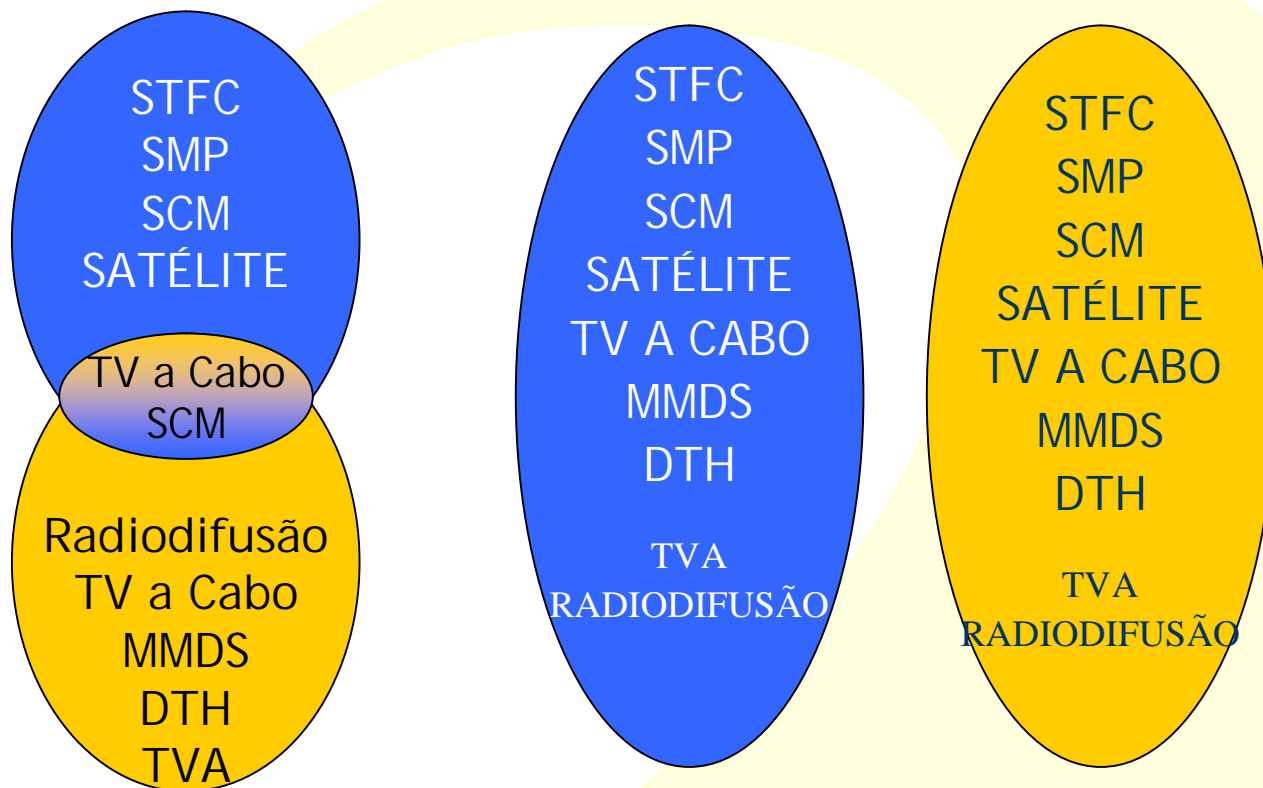 STFC
SMP
SCM
SATÉLITE
TV a Cabo
SCM
Radiodifusão
TV a Cabo
MMDS
DTH
TVA
STFC
SMP
SCM
SATÉLITE
TV A CABO
MMDS
DTH
TVA
RADIODIFUSÃO
STFC
SMP
SCM
SATÉLITE
TV A CABO
MMDS
DTH
TVA
RADIODIFUSÃO